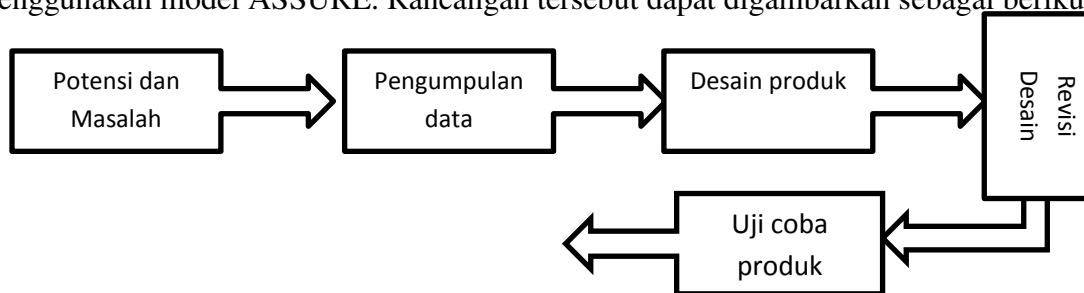 enggunakan model ASSURE. Rancangan tersebut dapat digambarkan sebagai beriku
Potensi dan
Masalah
Pengumpulan
data
Desain produk
Revisi
Desain
Uji coba
produk